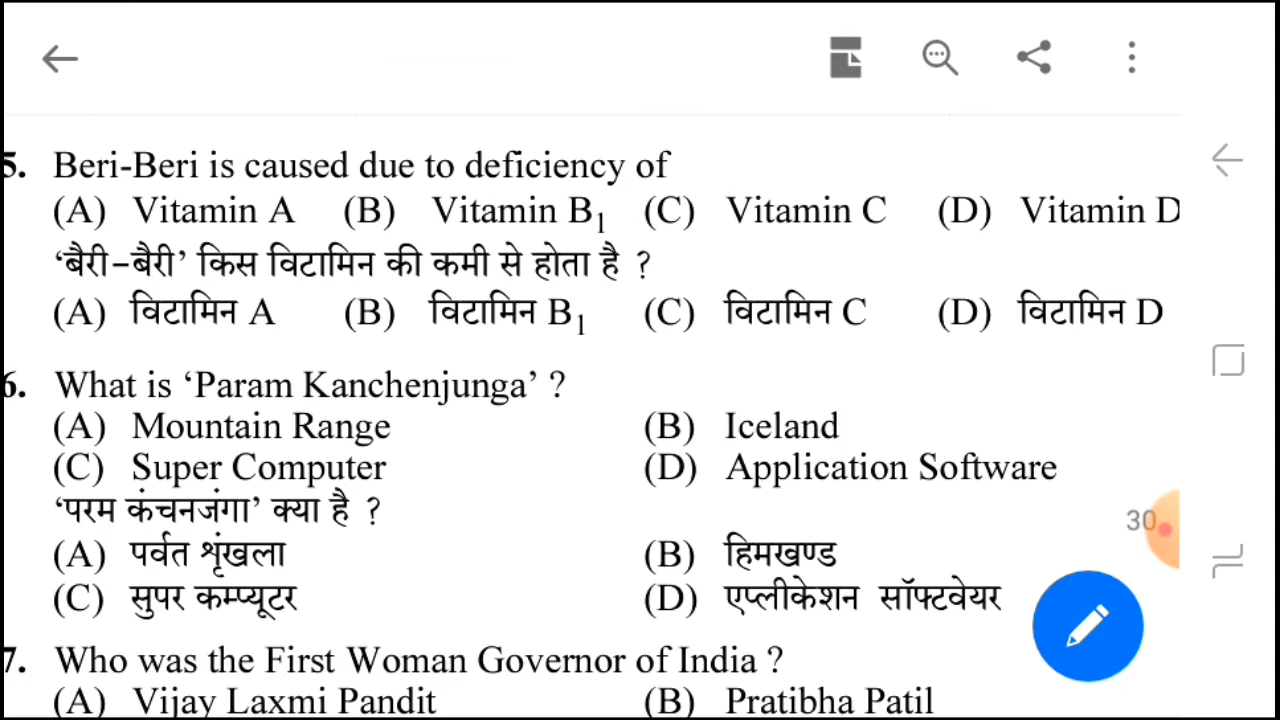 5. Beri-Beri is caused due to deficiency of
(A) Vitamin A (B) Vitamin B₁ (C) Vitamin C (D) Vitamin D
‘बैरी–बैरी’ किस विटामिन की कमी से होता है ?
(A) विटामिन A (B) विटामिन B₁ (C) विटामिन C (D) विटामिन D
6. What is ‘Param Kanchenjunga’ ?
(A) Mountain Range (B) Iceland
(C) Super Computer (D) Application Software
‘परम कंचनजंगा’ क्या है ?
(A) पर्वत शृंखला (B) हिमखण्ड
(C) सुपर कम्प्यूटर (D) एप्लीकेशन सॉफ्टवेयर
30
7. Who was the First Woman Governor of India ?
(A) Vijay Laxmi Pandit (B) Pratibha Patil